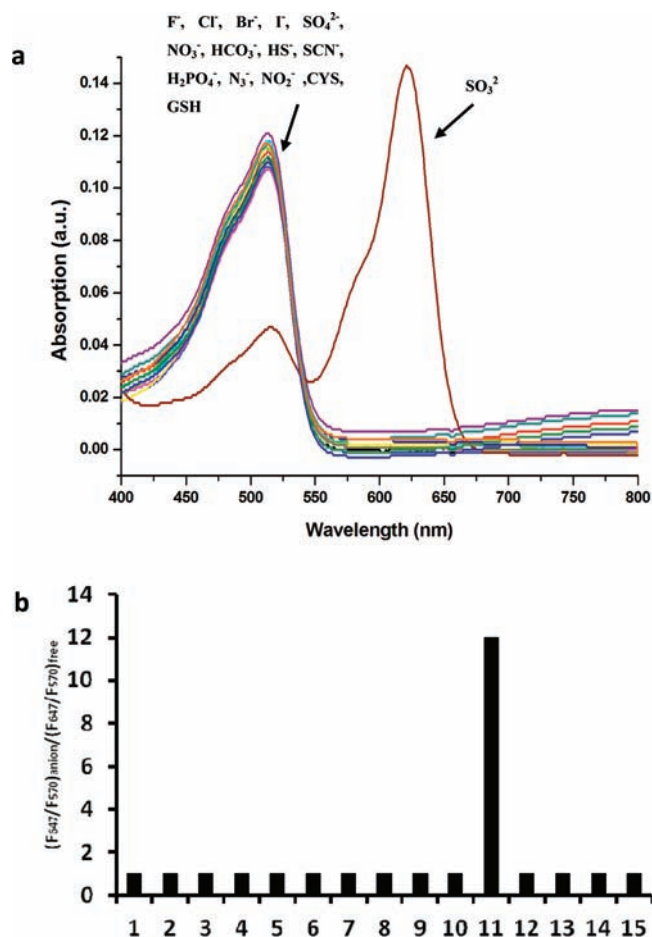 a
F⁻, Cl⁻, Br⁻, I⁻, SO₄²⁻,
NO₃⁻, HCO₃⁻, HS⁻, SCN⁻,
H₂PO₄⁻, N₃⁻, NO₂⁻ ,CYS,
GSH
SO₃²
0.14
0.12
0.10
0.08
0.06
0.04
0.02
0.00
Absorption (a.u.)
400 450 500 550 600 650 700 750 800
Wavelength (nm)
b
14
12
10
8
6
4
2
0
(F₆₄₇/F₅₇₀)anion/(F₆₄₇/F₅₇₀)free
1 2 3 4 5 6 7 8 9 10 11 12 13 14 15